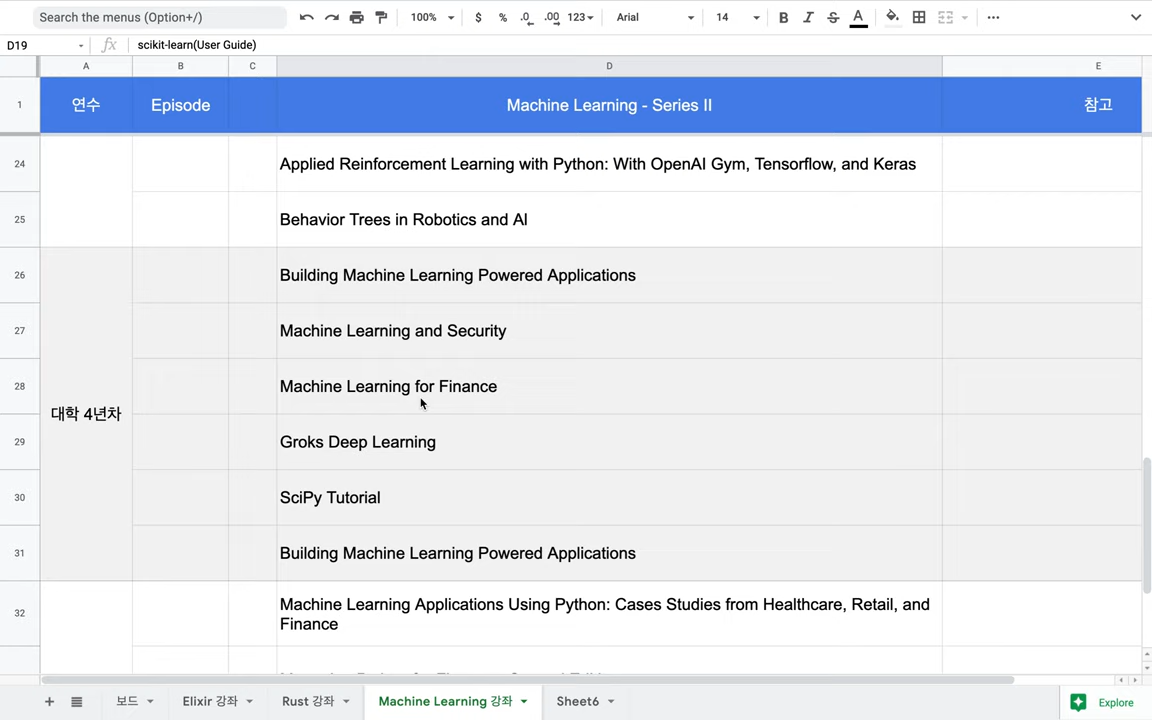 Search the menus (Option+/)
100%
$
%
.0
.00
123
Arial
14
B
I
S
A
D19
fx
scikit-learn(User Guide)
A
B
C
D
E
1
연수
Episode
Machine Learning - Series II
참고
24
Applied Reinforcement Learning with Python: With OpenAI Gym, Tensorflow, and Keras
25
Behavior Trees in Robotics and AI
26
Building Machine Learning Powered Applications
27
Machine Learning and Security
28
Machine Learning for Finance
대학 4년차
29
Groks Deep Learning
30
SciPy Tutorial
31
Building Machine Learning Powered Applications
32
Machine Learning Applications Using Python: Cases Studies from Healthcare, Retail, and
Finance
보드
Elixir 강좌
Rust 강좌
Machine Learning 강좌
Sheet6
Explore